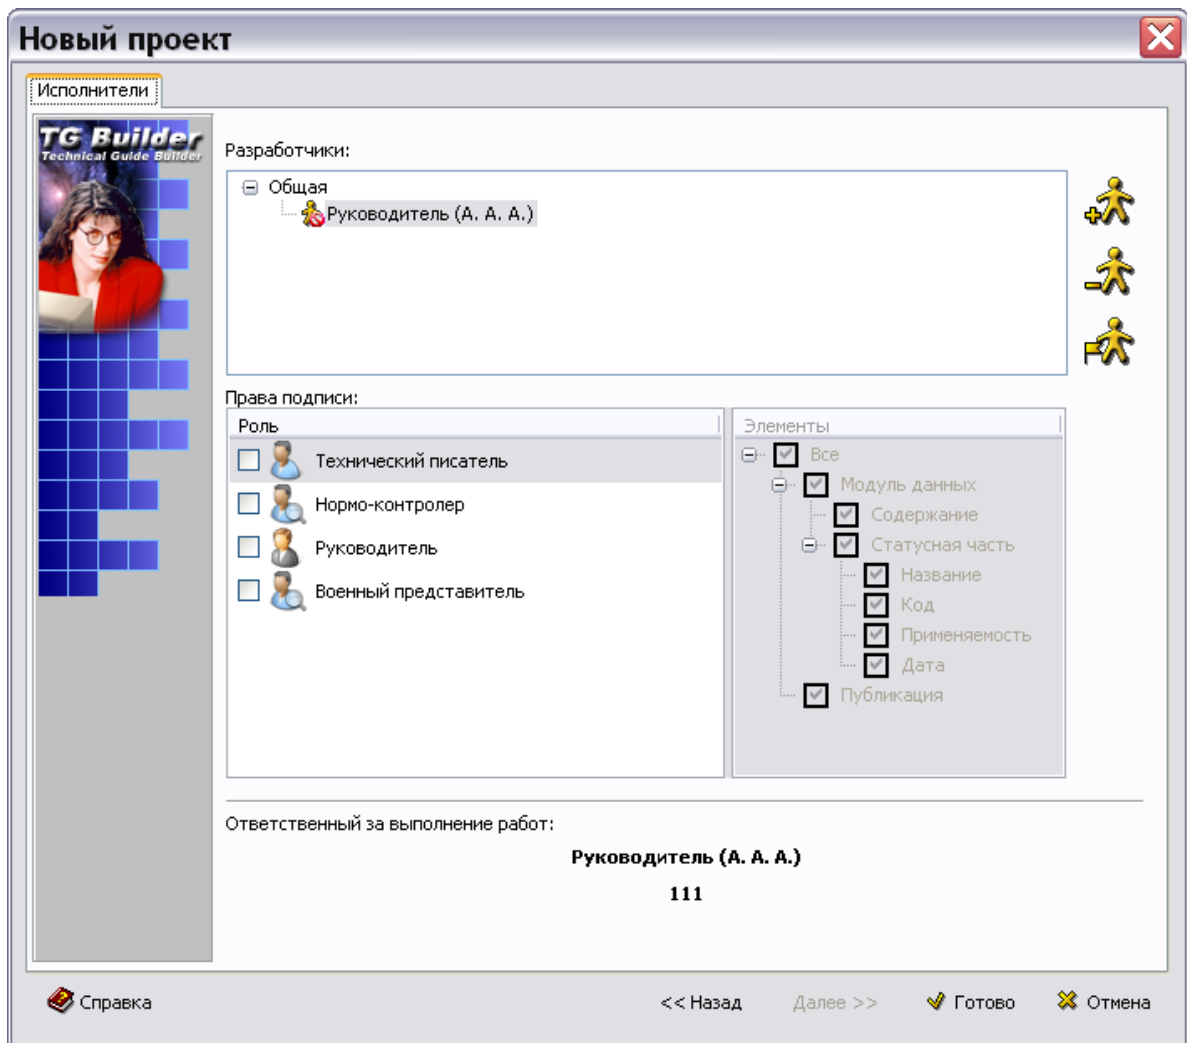 Новый проект
Исполнители
TG Builder
Technical Guide Builder
Разработчики:
Общая
Руководитель (А. А. А.)
Права подписи:
Роль
Технический писатель
Нормо-контролер
Руководитель
Военный представитель
Элементы
Все
Модуль данных
Содержание
Статусная часть
Название
Код
Применяемость
Дата
Публикация
Ответственный за выполнение работ:
Руководитель (А. А. А.)
111
Справка
<< Назад
Далее >>
Готово
Отмена